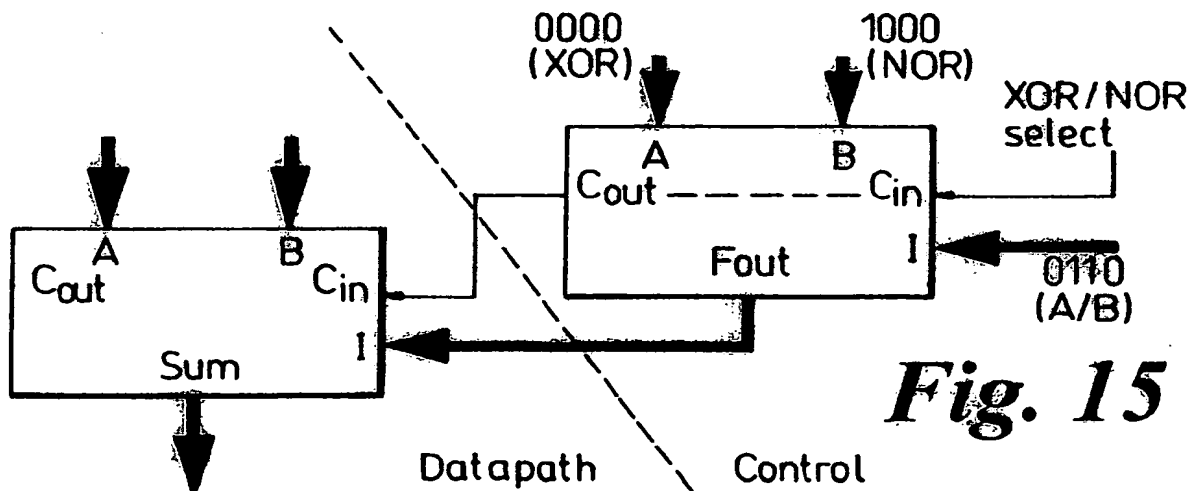 0000
(XOR)
1000
(NOR)
XOR/NOR
select
A
B
Cout
Cin
I
Fout
0110
(A/B)
A
B
Cout
Cin
I
Sum
Fig. 15
Datapath
Control